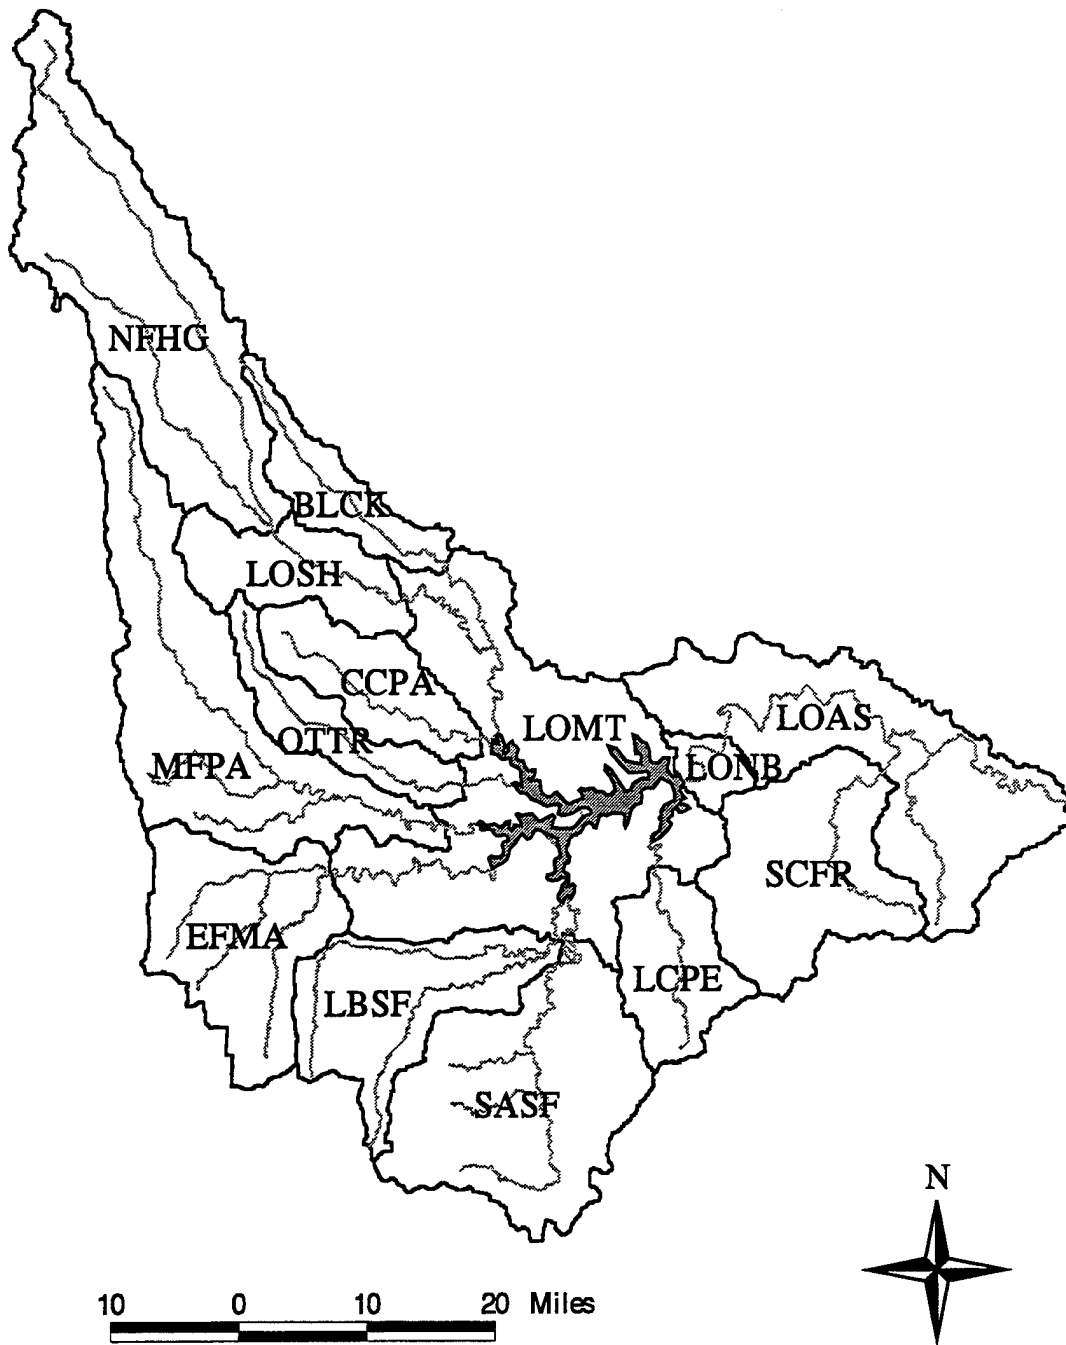 NFHG
BLCK
LOSH
CCPA
LOMT
LOAS
OTTR
MFPA
LONB
SCFR
EFMA
LCPE
LBSF
SASF
N
10 0 10 20 Miles